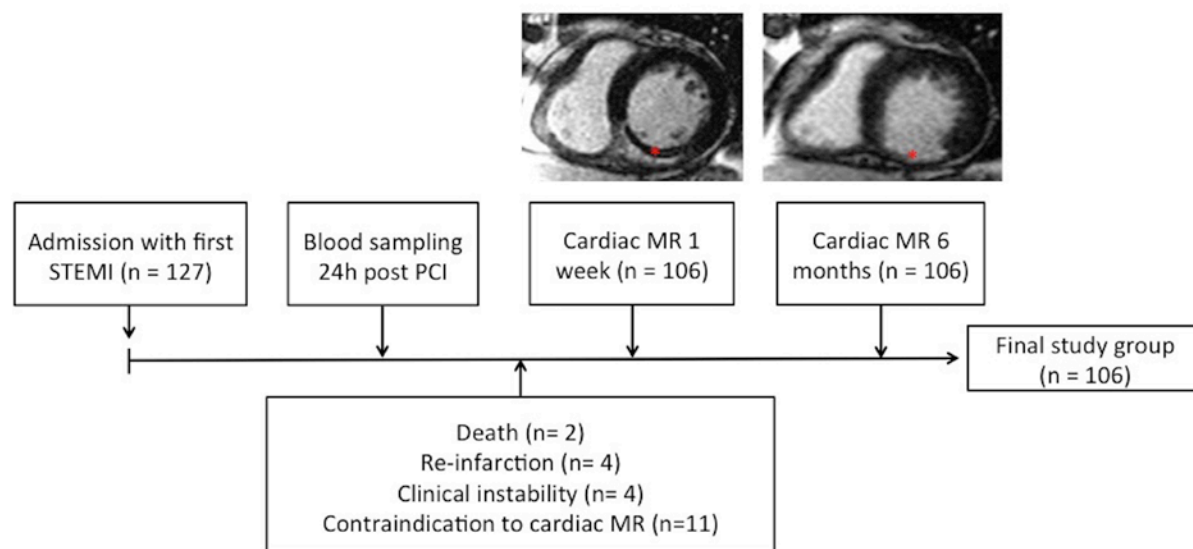 Admission with first
STEMI (n = 127)
Blood sampling
24h post PCI
Cardiac MR 1
week (n = 106)
Cardiac MR 6
months (n = 106)
Final study group
(n = 106)
Death (n= 2)
Re-infarction (n= 4)
Clinical instability (n= 4)
Contraindication to cardiac MR (n=11)